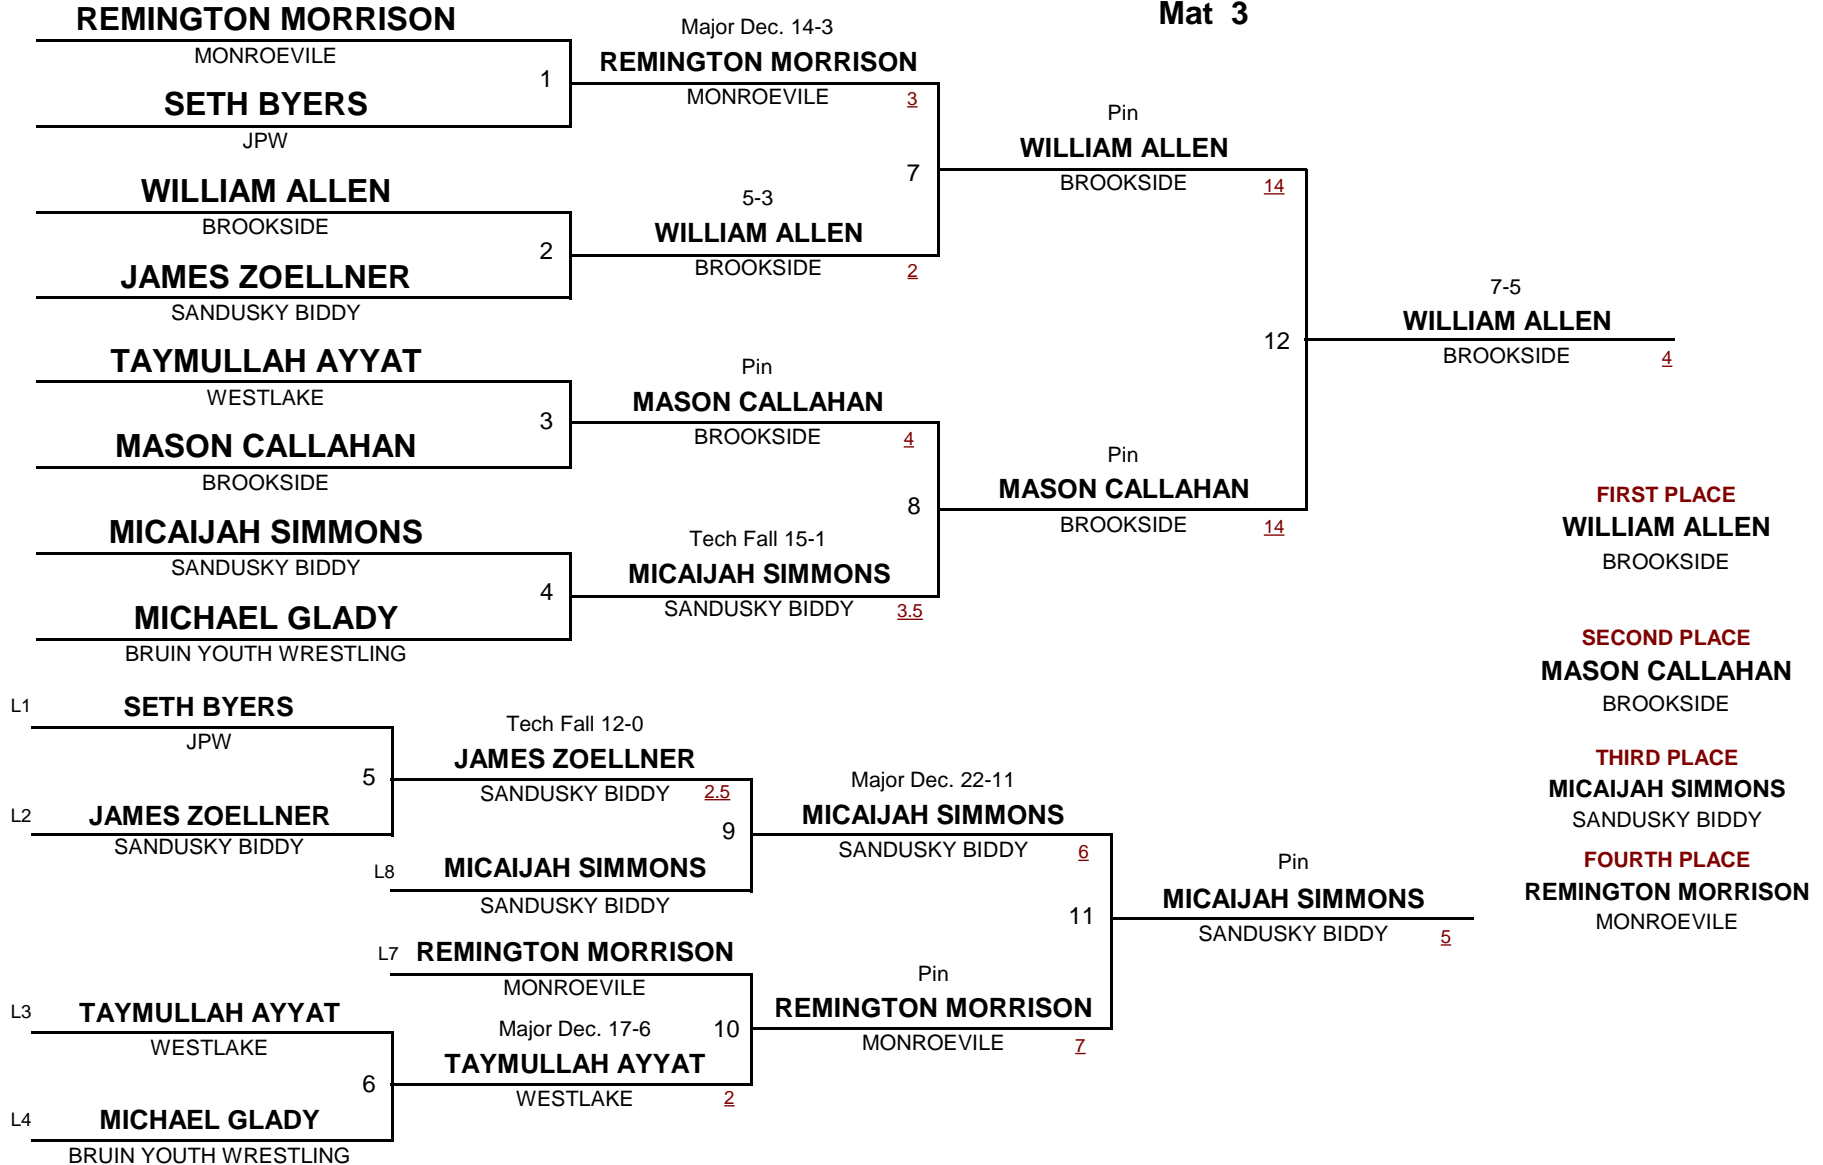 Mat 3
REMINGTON MORRISON
MONROEVILE
1
SETH BYERS
JPW
WILLIAM ALLEN
BROOKSIDE
2
JAMES ZOELLNER
SANDUSKY BIDDY
TAYMULLAH AYYAT
WESTLAKE
3
MASON CALLAHAN
BROOKSIDE
MICAIJAH SIMMONS
SANDUSKY BIDDY
4
MICHAEL GLADY
BRUIN YOUTH WRESTLING
Major Dec. 14-3
REMINGTON MORRISON
MONROEVILE 3
7
5-3
WILLIAM ALLEN
BROOKSIDE 2
Pin
MASON CALLAHAN
BROOKSIDE 4
8
Tech Fall 15-1
MICAIJAH SIMMONS
SANDUSKY BIDDY 3.5
Pin
WILLIAM ALLEN
BROOKSIDE 14
12
Pin
MASON CALLAHAN
BROOKSIDE 14
7-5
WILLIAM ALLEN
BROOKSIDE 4
FIRST PLACE
WILLIAM ALLEN
BROOKSIDE
SECOND PLACE
MASON CALLAHAN
BROOKSIDE
THIRD PLACE
MICAIJAH SIMMONS
SANDUSKY BIDDY
FOURTH PLACE
REMINGTON MORRISON
MONROEVILE
L1 SETH BYERS
JPW
5
L2 JAMES ZOELLNER
SANDUSKY BIDDY
L3 TAYMULLAH AYYAT
WESTLAKE
6
L4 MICHAEL GLADY
BRUIN YOUTH WRESTLING
Tech Fall 12-0
JAMES ZOELLNER
SANDUSKY BIDDY 2.5
9
L8 MICAIJAH SIMMONS
SANDUSKY BIDDY
L7 REMINGTON MORRISON
MONROEVILE
Major Dec. 17-6 10
TAYMULLAH AYYAT
WESTLAKE 2
Major Dec. 22-11
MICAIJAH SIMMONS
SANDUSKY BIDDY 6
11
Pin
REMINGTON MORRISON
MONROEVILE 7
Pin
MICAIJAH SIMMONS
SANDUSKY BIDDY 5